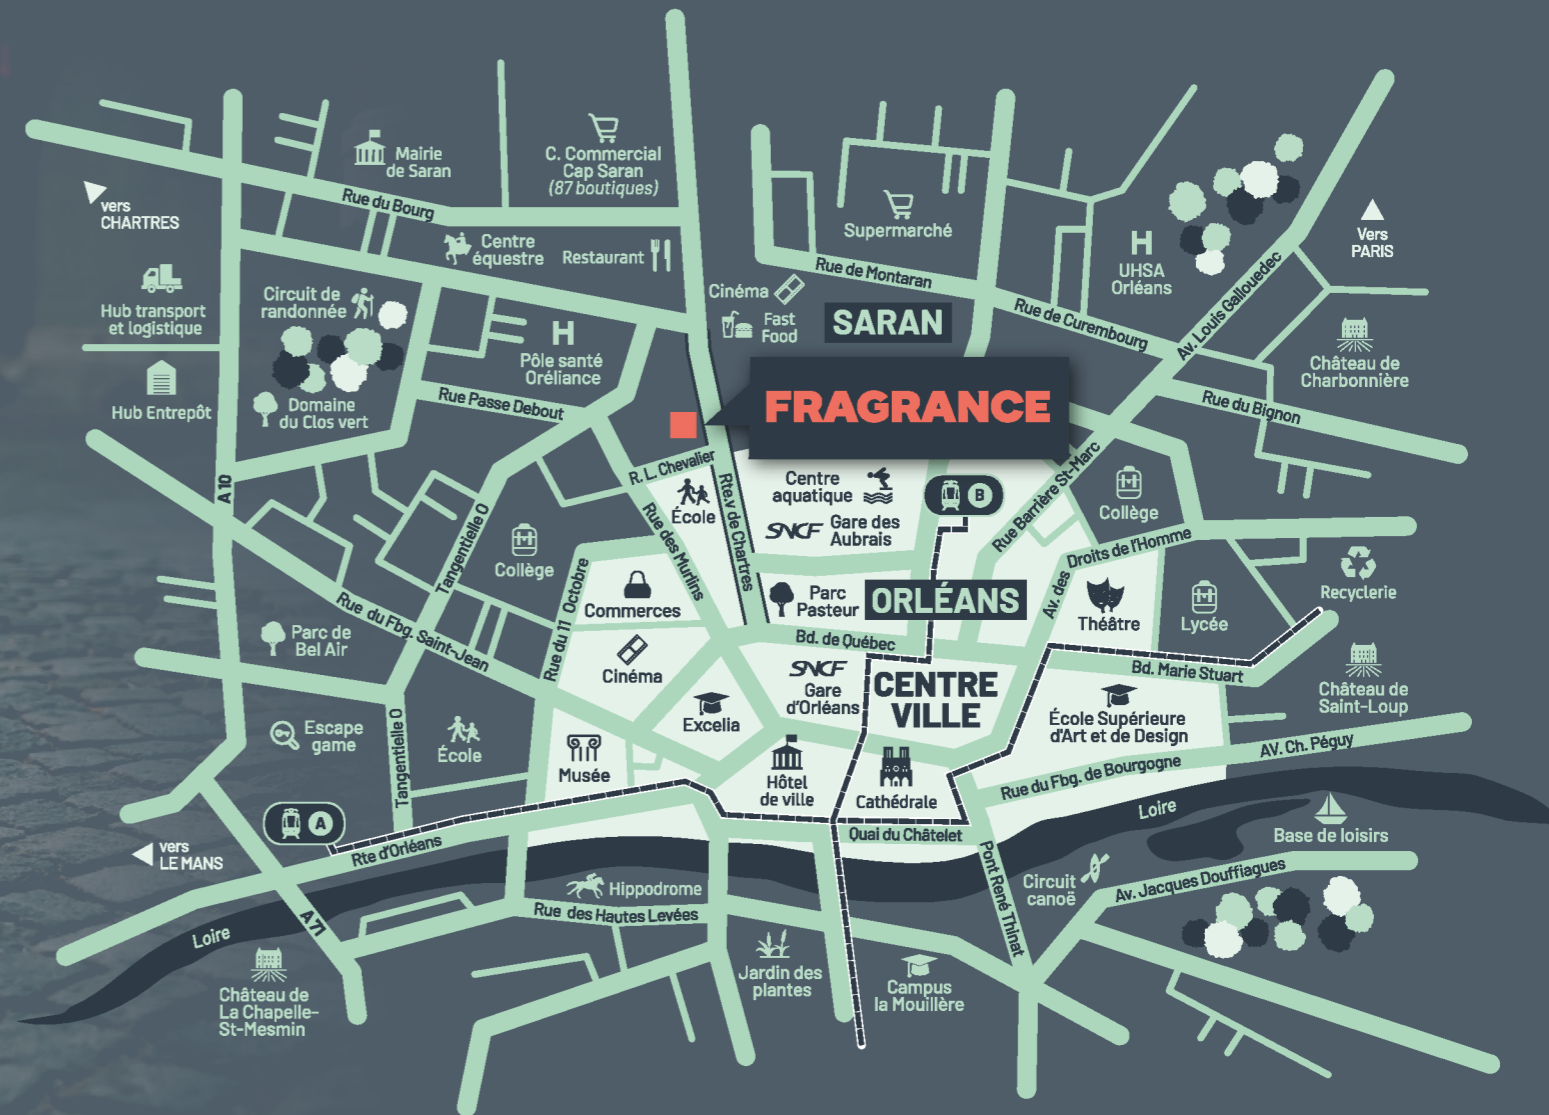 Mairie
de Saran
C. Commercial
Cap Saran
(87 boutiques)
Rue du Bourg
vers
CHARTRES
Centre
équestre
Restaurant
Supermarché
Rue de Montaran
H
UHSA
Orléans
Vers
PARIS
Hub transport
et logistique
Circuit de
randonnée
Cinéma
Fast
Food
SARAN
Rue de Curembourg
Av. Louis Gallouedec
H
Pôle santé
Oréliance
Château de
Charbonnière
Hub Entrepôt
Domaine
du Clos vert
Rue Passe Debout
FRAGRANCE
Rue du Bignon
A 10
R. L. Chevalier
École
Rte.v de Chartres
Centre
aquatique
SNCF
Gare des
Aubrais
B
Rue Barrière St-Marc
Collège
Tangentielle O
Collège
Rue des Murlins
Rue du 11 Octobre
Commerces
Parc
Pasteur
ORLÉANS
Av. des Droits de l'Homme
Théâtre
Lycée
Recyclerie
Rue du Fbg. Saint-Jean
Parc de
Bel Air
Cinéma
Bd. de Québec
SNCF
Gare
d'Orléans
CENTRE
VILLE
Bd. Marie Stuart
Château de
Saint-Loup
Escape
game
École
Tangentielle O
Excelia
École Supérieure
d'Art et de Design
AV. Ch. Péguy
Musée
Hôtel
de ville
Cathédrale
Rue du Fbg. de Bourgogne
A
Rte d'Orléans
Quai du Châtelet
Loire
Base de loisirs
vers
LE MANS
Hippodrome
Rue des Hautes Levées
Pont René Thinat
Circuit
canoë
Av. Jacques Douffiagues
A71
Loire
Château de
La Chapelle-
St-Mesmin
Jardin des
plantes
Campus
la Mouillère